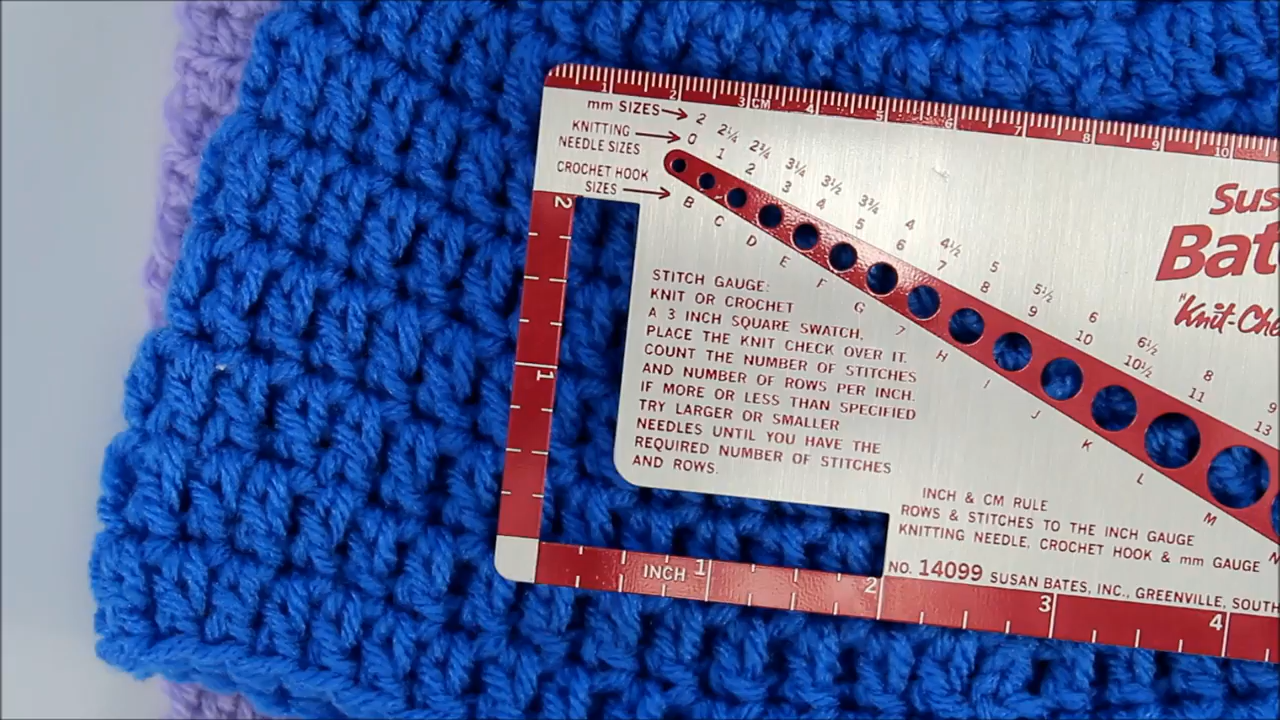 1 2 3 CM 4 5 6 7 8 9 10
mm SIZES 2 2¼ 2¾ 3¼ 3½ 3¾ 4 4½ 5 5½ 6 6½ 8 9
KNITTING
NEEDLE SIZES 0 1 2 3 4 5 6 7 8 9 10 10½ 11 13
CROCHET HOOK
SIZES B C D E F G 7 H I J K L M N
Sus
Bat
"Knit-Che
2
1
STITCH GAUGE:
KNIT OR CROCHET
A 3 INCH SQUARE SWATCH,
PLACE THE KNIT CHECK OVER IT.
COUNT THE NUMBER OF STITCHES
AND NUMBER OF ROWS PER INCH.
IF MORE OR LESS THAN SPECIFIED
TRY LARGER OR SMALLER
NEEDLES UNTIL YOU HAVE THE
REQUIRED NUMBER OF STITCHES
AND ROWS.
INCH & CM RULE
ROWS & STITCHES TO THE INCH GAUGE
KNITTING NEEDLE, CROCHET HOOK & mm GAUGE
NO. 14099 SUSAN BATES, INC., GREENVILLE, SOUTH
INCH 1 2 3 4